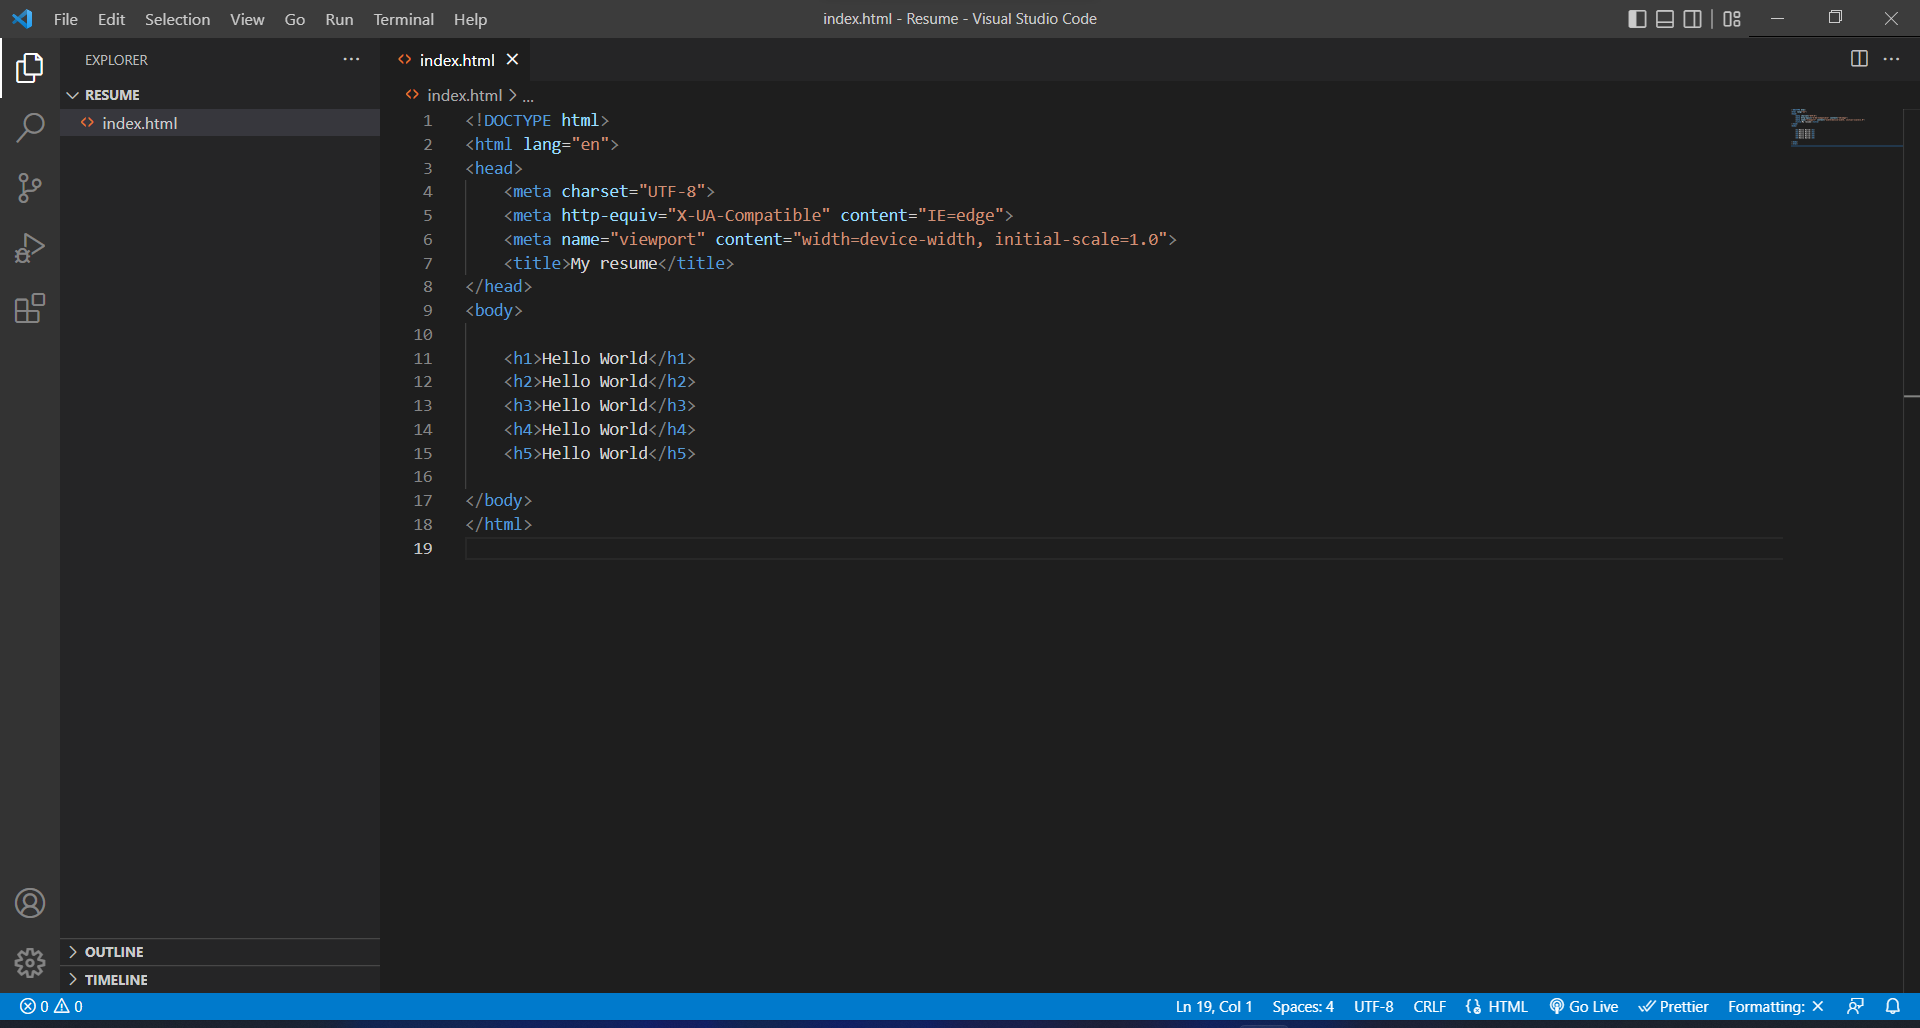 File Edit Selection View Go Run Terminal Help
index.html - Resume - Visual Studio Code
EXPLORER
RESUME
index.html
OUTLINE
TIMELINE
index.html
index.html > ...
1 <!DOCTYPE html>
2 <html lang="en">
3 <head>
4     <meta charset="UTF-8">
5     <meta http-equiv="X-UA-Compatible" content="IE=edge">
6     <meta name="viewport" content="width=device-width, initial-scale=1.0">
7     <title>My resume</title>
8 </head>
9 <body>
10
11     <h1>Hello World</h1>
12     <h2>Hello World</h2>
13     <h3>Hello World</h3>
14     <h4>Hello World</h4>
15     <h5>Hello World</h5>
16
17 </body>
18 </html>
19
0 0 Ln 19, Col 1 Spaces: 4 UTF-8 CRLF HTML Go Live Prettier Formatting: ×